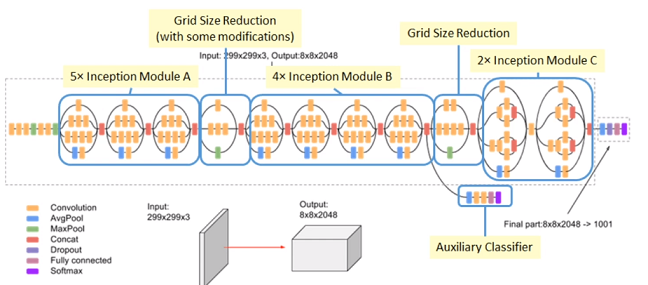 Grid Size Reduction
(with some modifications)
Grid Size Reduction
Input: 299x299x3, Output:8x8x2048
5× Inception Module A
4× Inception Module B
2× Inception Module C
Convolution
AvgPool
MaxPool
Concat
Dropout
Fully connected
Softmax
Input:
299x299x3
Output:
8x8x2048
Final part:8x8x2048 -> 1001
Auxiliary Classifier